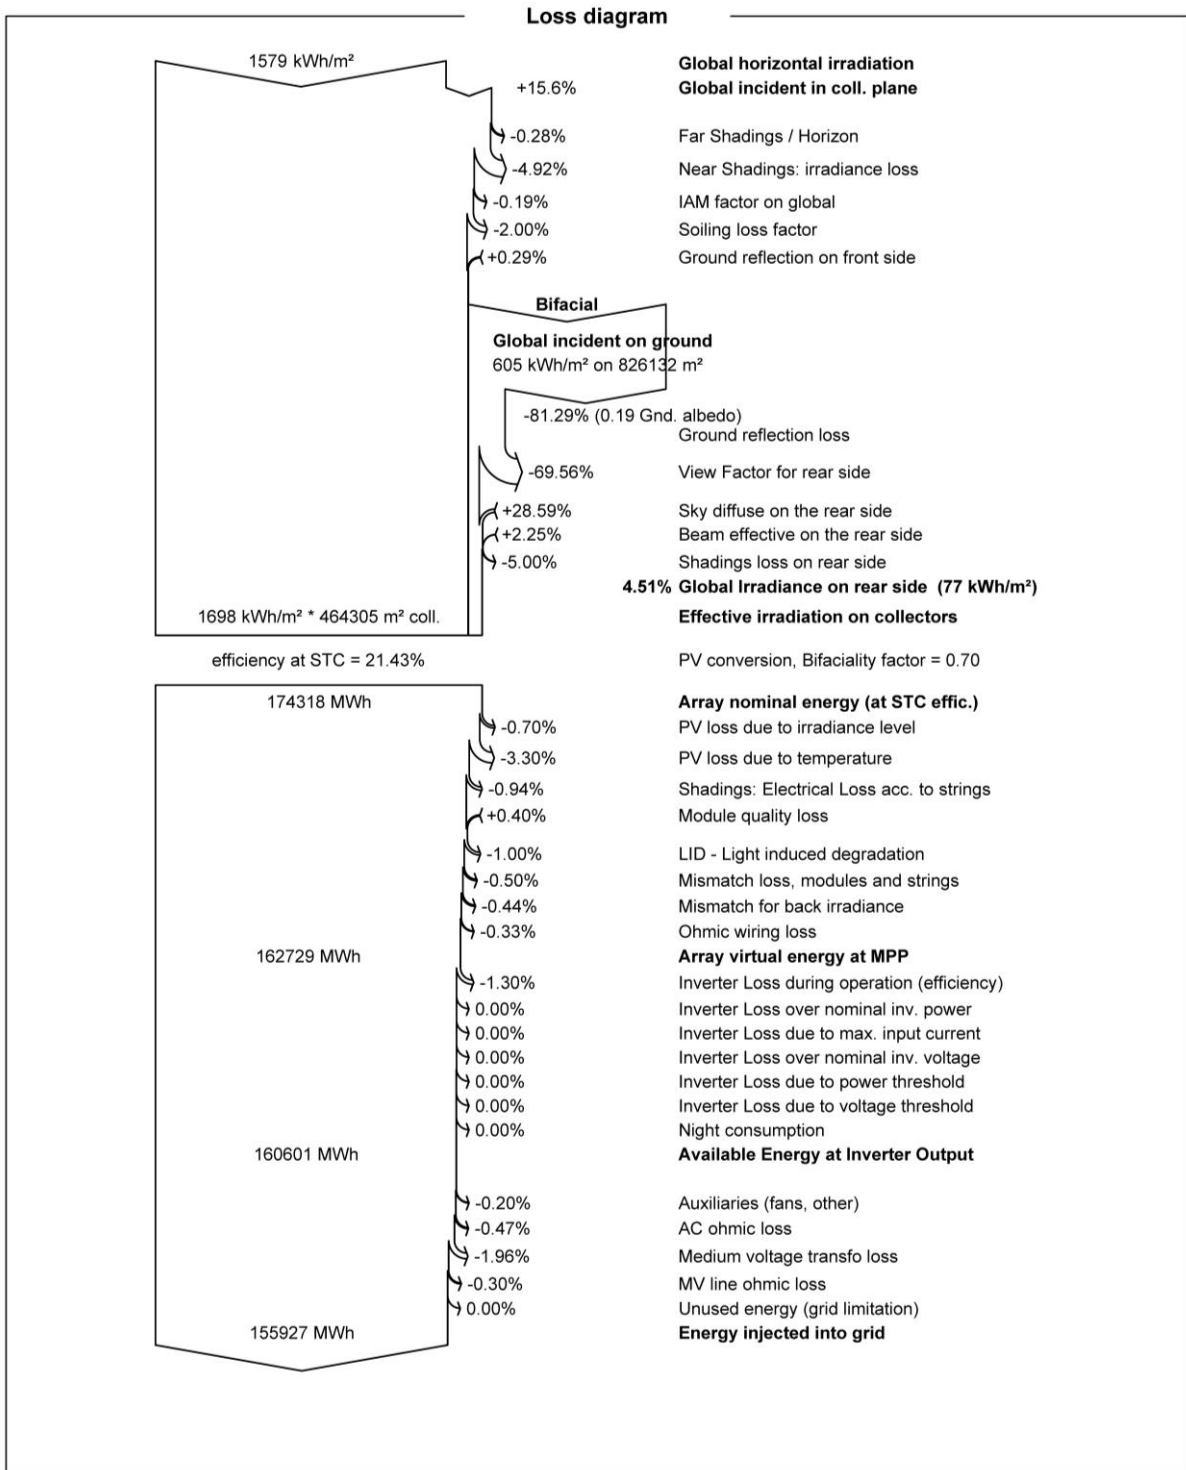 Loss diagram
1579 kWh/m² Global horizontal irradiation
+15.6% Global incident in coll. plane
-0.28% Far Shadings / Horizon
-4.92% Near Shadings: irradiance loss
-0.19% IAM factor on global
-2.00% Soiling loss factor
+0.29% Ground reflection on front side
Bifacial
Global incident on ground
605 kWh/m² on 826132 m²
-81.29% (0.19 Gnd. albedo)
Ground reflection loss
-69.56% View Factor for rear side
+28.59% Sky diffuse on the rear side
+2.25% Beam effective on the rear side
-5.00% Shadings loss on rear side
4.51% Global Irradiance on rear side (77 kWh/m²)
1698 kWh/m² * 464305 m² coll. Effective irradiation on collectors
efficiency at STC = 21.43% PV conversion, Bifaciality factor = 0.70
174318 MWh Array nominal energy (at STC effic.)
-0.70% PV loss due to irradiance level
-3.30% PV loss due to temperature
-0.94% Shadings: Electrical Loss acc. to strings
+0.40% Module quality loss
-1.00% LID - Light induced degradation
-0.50% Mismatch loss, modules and strings
-0.44% Mismatch for back irradiance
-0.33% Ohmic wiring loss
162729 MWh Array virtual energy at MPP
-1.30% Inverter Loss during operation (efficiency)
0.00% Inverter Loss over nominal inv. power
0.00% Inverter Loss due to max. input current
0.00% Inverter Loss over nominal inv. voltage
0.00% Inverter Loss due to power threshold
0.00% Inverter Loss due to voltage threshold
0.00% Night consumption
160601 MWh Available Energy at Inverter Output
-0.20% Auxiliaries (fans, other)
-0.47% AC ohmic loss
-1.96% Medium voltage transfo loss
-0.30% MV line ohmic loss
0.00% Unused energy (grid limitation)
155927 MWh Energy injected into grid